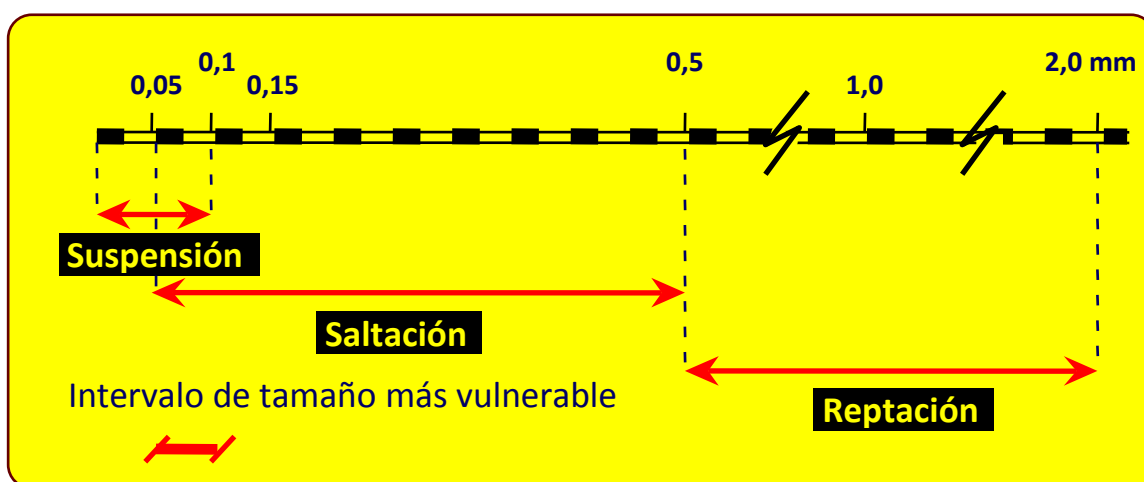 0,05
0,1
0,15
0,5
1,0
2,0 mm
Suspensión
Saltación
Intervalo de tamaño más vulnerable
Reptación